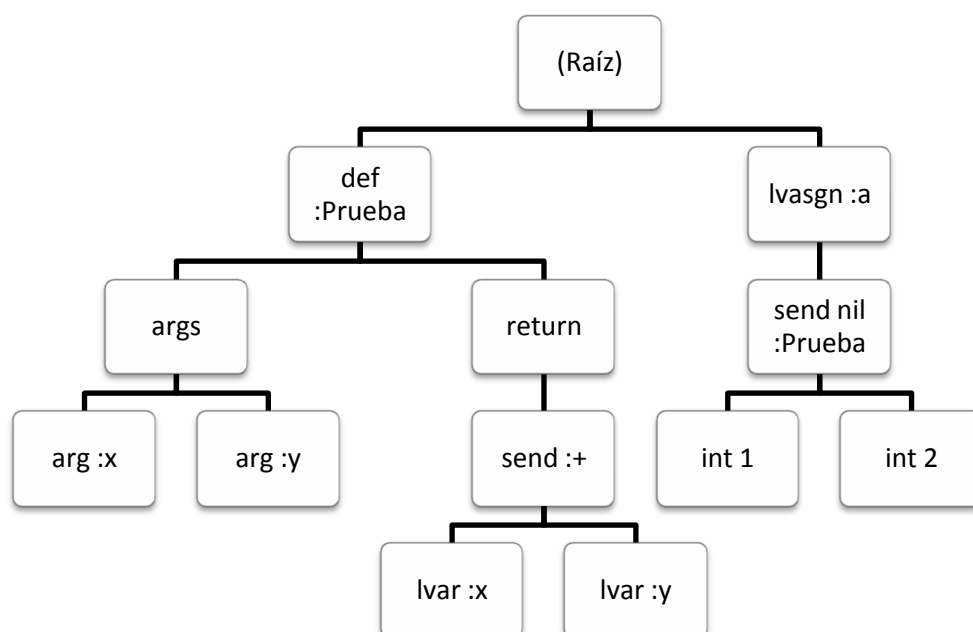 (Raíz)
def
:Prueba
lvasgn :a
args
return
send nil
:Prueba
arg :x
arg :y
send :+
int 1
int 2
lvar :x
lvar :y